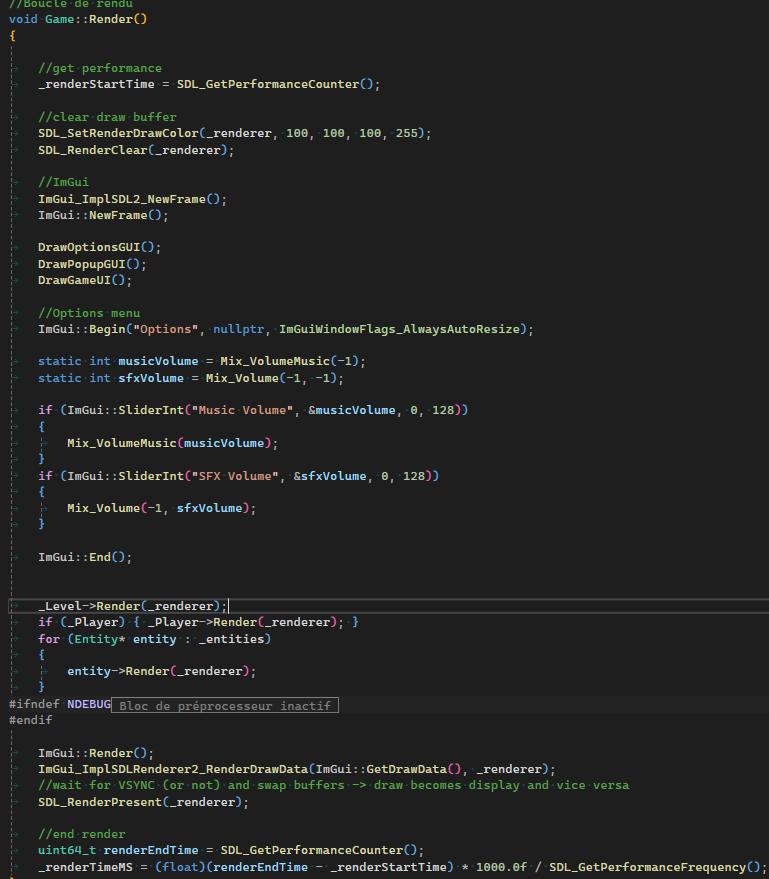 //Boucle de rendu
void Game::Render()
{
//get performance
_renderStartTime = SDL_GetPerformanceCounter();
//clear draw buffer
SDL_SetRenderDrawColor(_renderer, 100, 100, 100, 255);
SDL_RenderClear(_renderer);
//ImGui
ImGui_ImplSDL2_NewFrame();
ImGui::NewFrame();
DrawOptionsGUI();
DrawPopupGUI();
DrawGameUI();
//Options menu
ImGui::Begin("Options", nullptr, ImGuiWindowFlags_AlwaysAutoResize);
static int musicVolume = Mix_VolumeMusic(-1);
static int sfxVolume = Mix_Volume(-1, -1);
if (ImGui::SliderInt("Music Volume", &musicVolume, 0, 128))
{
Mix_VolumeMusic(musicVolume);
}
if (ImGui::SliderInt("SFX Volume", &sfxVolume, 0, 128))
{
Mix_Volume(-1, sfxVolume);
}
ImGui::End();
_Level->Render(_renderer);
if (_Player) { _Player->Render(_renderer); }
for (Entity* entity : _entities)
{
entity->Render(_renderer);
}
#ifndef NDEBUG Bloc de préprocesseur inactif
#endif
ImGui::Render();
ImGui_ImplSDLRenderer2_RenderDrawData(ImGui::GetDrawData(), _renderer);
//wait for VSYNC (or not) and swap buffers -> draw becomes display and vice versa
SDL_RenderPresent(_renderer);
//end render
uint64_t renderEndTime = SDL_GetPerformanceCounter();
_renderTimeMS = (float)(renderEndTime - _renderStartTime) * 1000.0f / SDL_GetPerformanceFrequency();